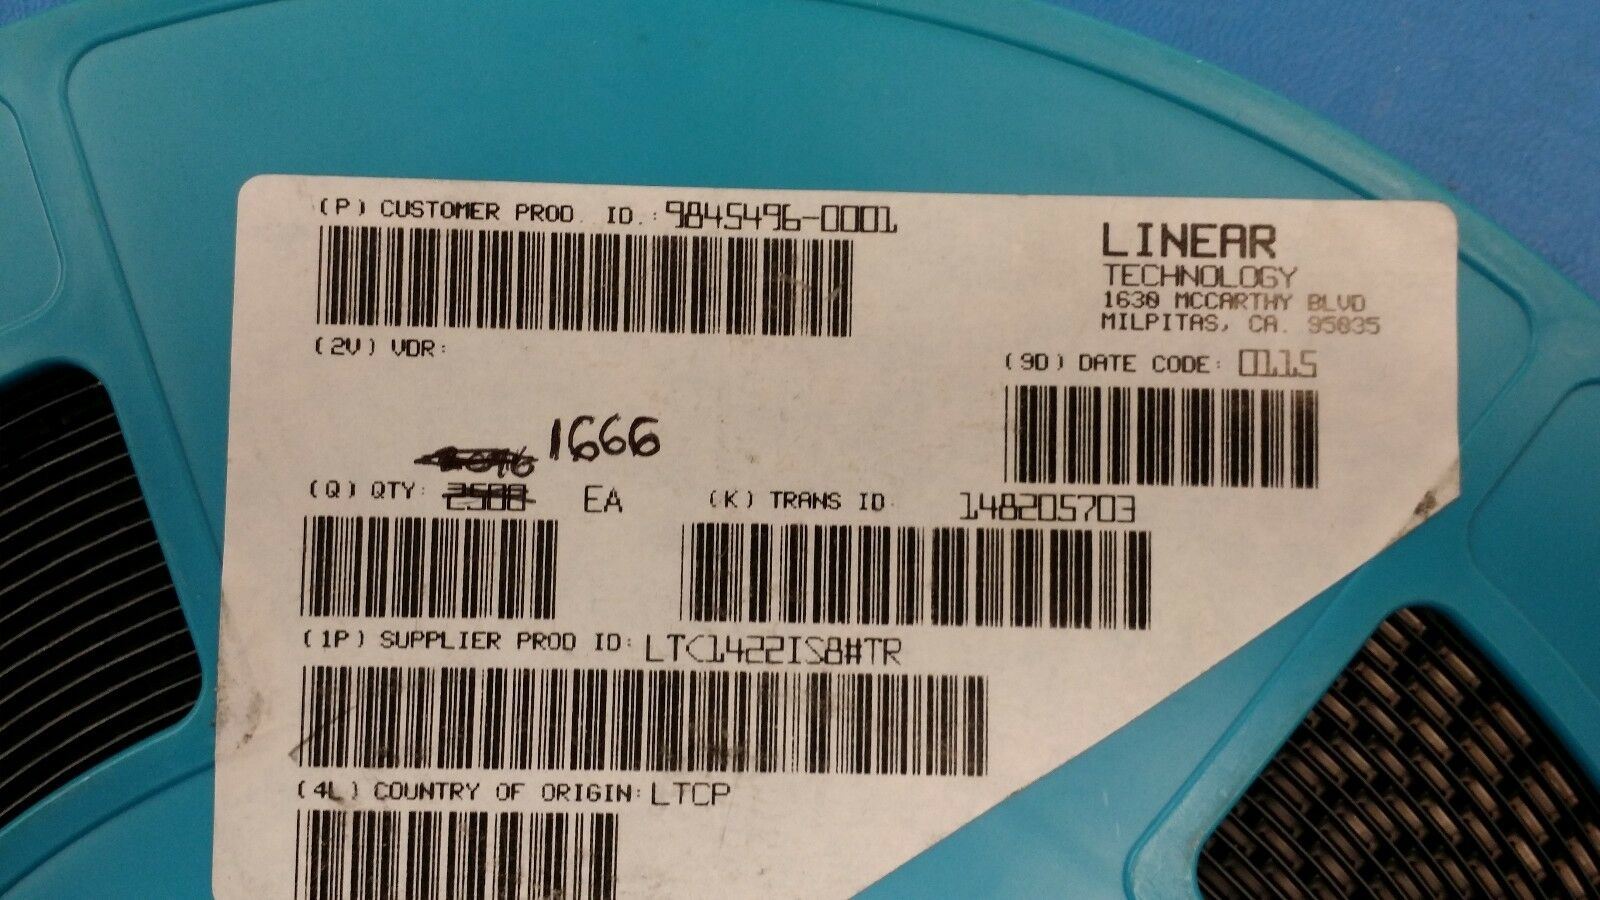 (P) CUSTOMER PROD. ID.: 9845496-0001
LINEAR
TECHNOLOGY
1630 MCCARTHY BLVD
MILPITAS, CA. 95035
(2V) VDR:
(9D) DATE CODE: 0115
1666
(Q) QTY: 2500 EA
(K) TRANS ID: 148205703
(1P) SUPPLIER PROD ID: LTC1422IS8#TR
(4L) COUNTRY OF ORIGIN: LTCP